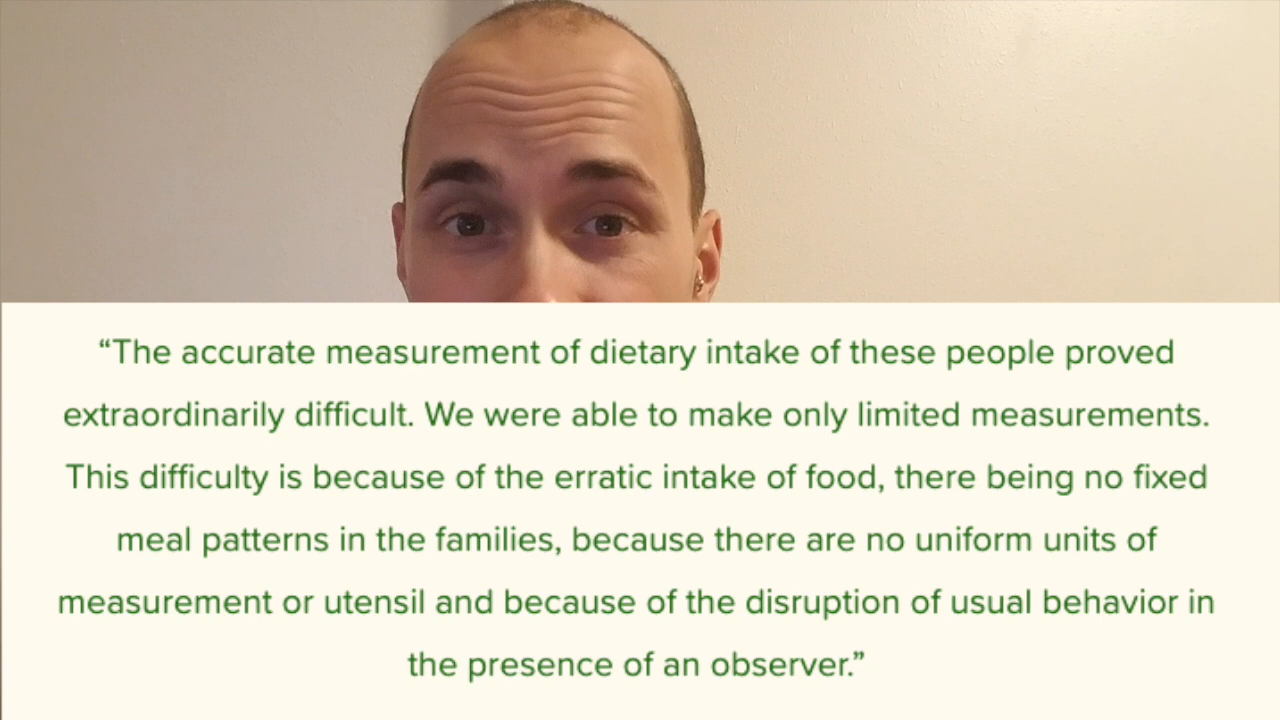 “The accurate measurement of dietary intake of these people proved
extraordinarily difficult. We were able to make only limited measurements.
This difficulty is because of the erratic intake of food, there being no fixed
meal patterns in the families, because there are no uniform units of
measurement or utensil and because of the disruption of usual behavior in
the presence of an observer.”